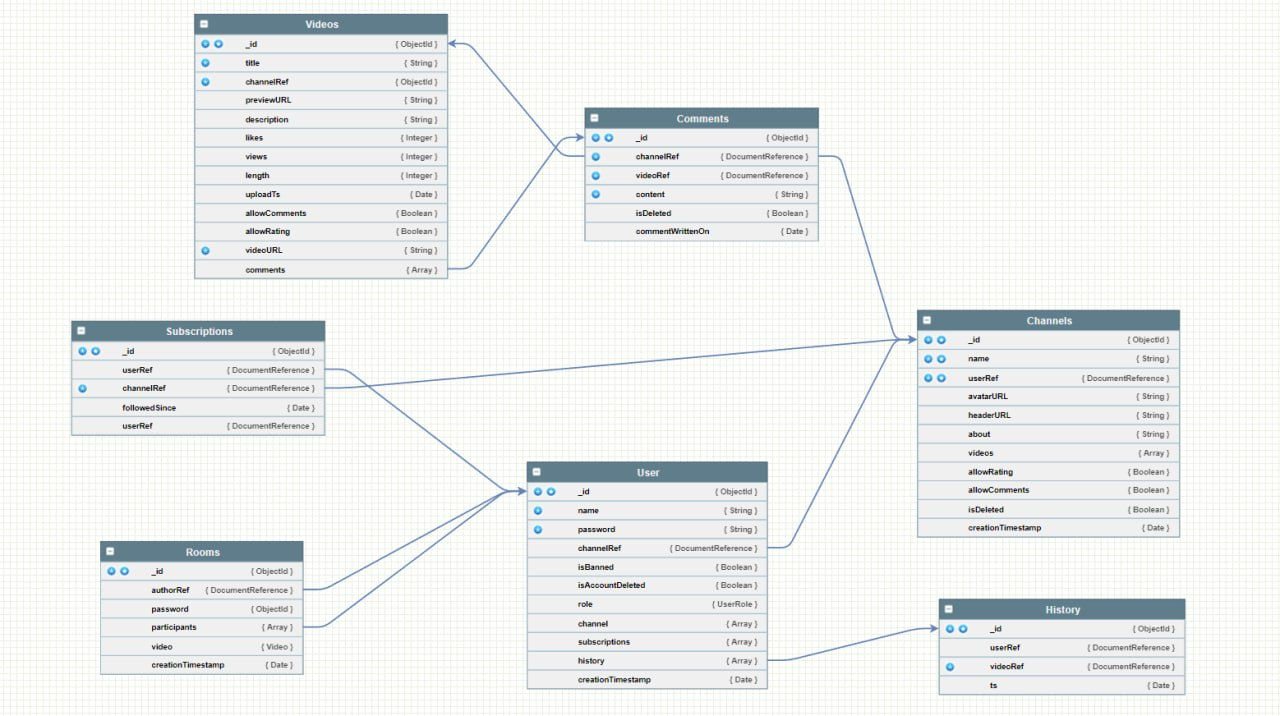 Videos
_id { ObjectId }
title { String }
channelRef { ObjectId }
previewURL { String }
description { String }
likes { Integer }
views { Integer }
length { Integer }
uploadTs { Date }
allowComments { Boolean }
allowRating { Boolean }
videoURL { String }
comments { Array }
Comments
_id { ObjectId }
channelRef { DocumentReference }
videoRef { DocumentReference }
content { String }
isDeleted { Boolean }
commentWrittenOn { Date }
Subscriptions
_id { ObjectId }
userRef { DocumentReference }
channelRef { DocumentReference }
followedSince { Date }
userRef { DocumentReference }
Channels
_id { ObjectId }
name { String }
userRef { DocumentReference }
avatarURL { String }
headerURL { String }
about { String }
videos { Array }
allowRating { Boolean }
allowComments { Boolean }
isDeleted { Boolean }
creationTimestamp { Date }
User
_id { ObjectId }
name { String }
password { String }
channelRef { DocumentReference }
isBanned { Boolean }
isAccountDeleted { Boolean }
role { UserRole }
channel { Array }
subscriptions { Array }
history { Array }
creationTimestamp { Date }
Rooms
_id { ObjectId }
authorRef { DocumentReference }
password { ObjectId }
participants { Array }
video { Video }
creationTimestamp { Date }
History
_id { ObjectId }
userRef { DocumentReference }
videoRef { DocumentReference }
ts { Date }